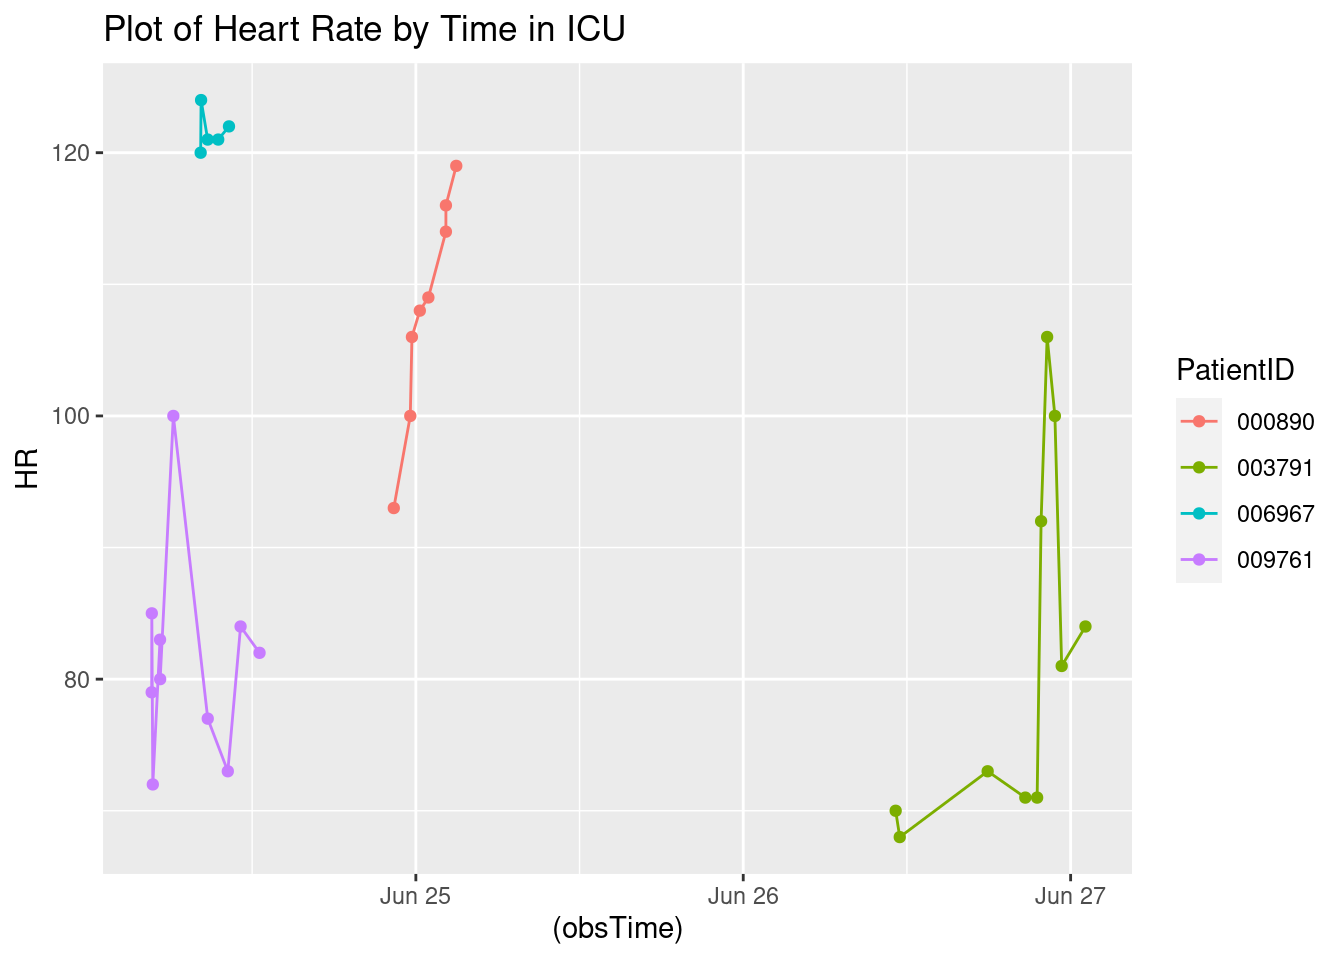 Plot of Heart Rate by Time in ICU
120
100
80
HR
Jun 25
Jun 26
Jun 27
(obsTime)
PatientID
000890
003791
006967
009761